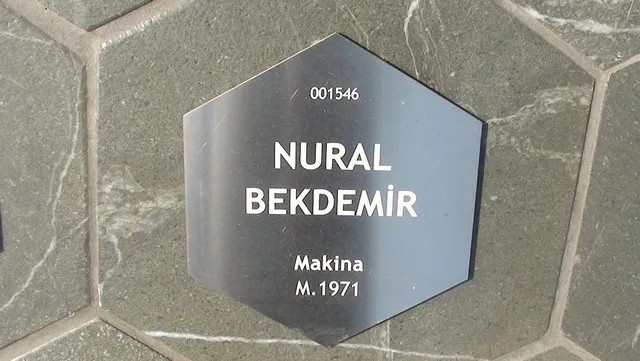 001546
NURAL
BEKDEMİR
Makina
M.1971